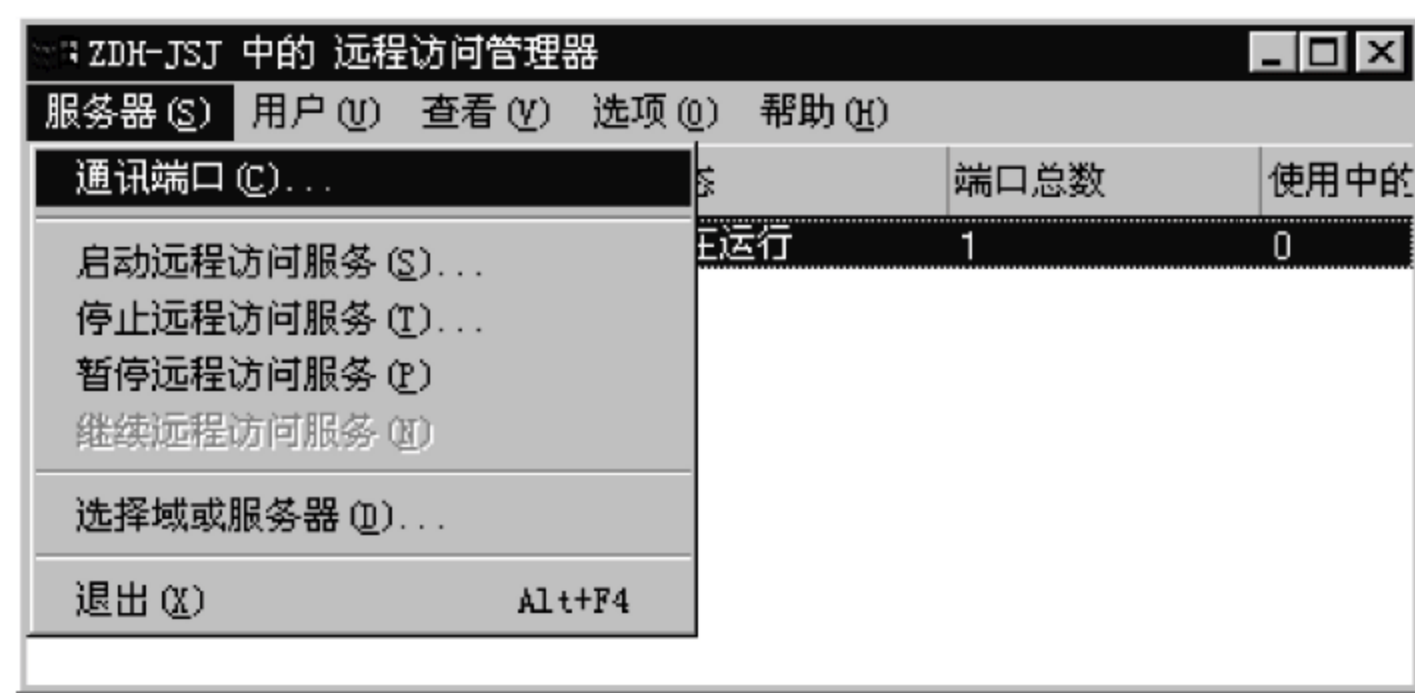 ZDH-JSJ 中的 远程访问管理器
服务器(S) 用户(U) 查看(V) 选项(O) 帮助(H)
通讯端口(C)... 端口总数 使用中的
启动远程访问服务(S)... 在运行 1 0
停止远程访问服务(T)...
暂停远程访问服务(P)
继续远程访问服务(N)
选择域或服务器(D)...
退出(X) Alt+F4